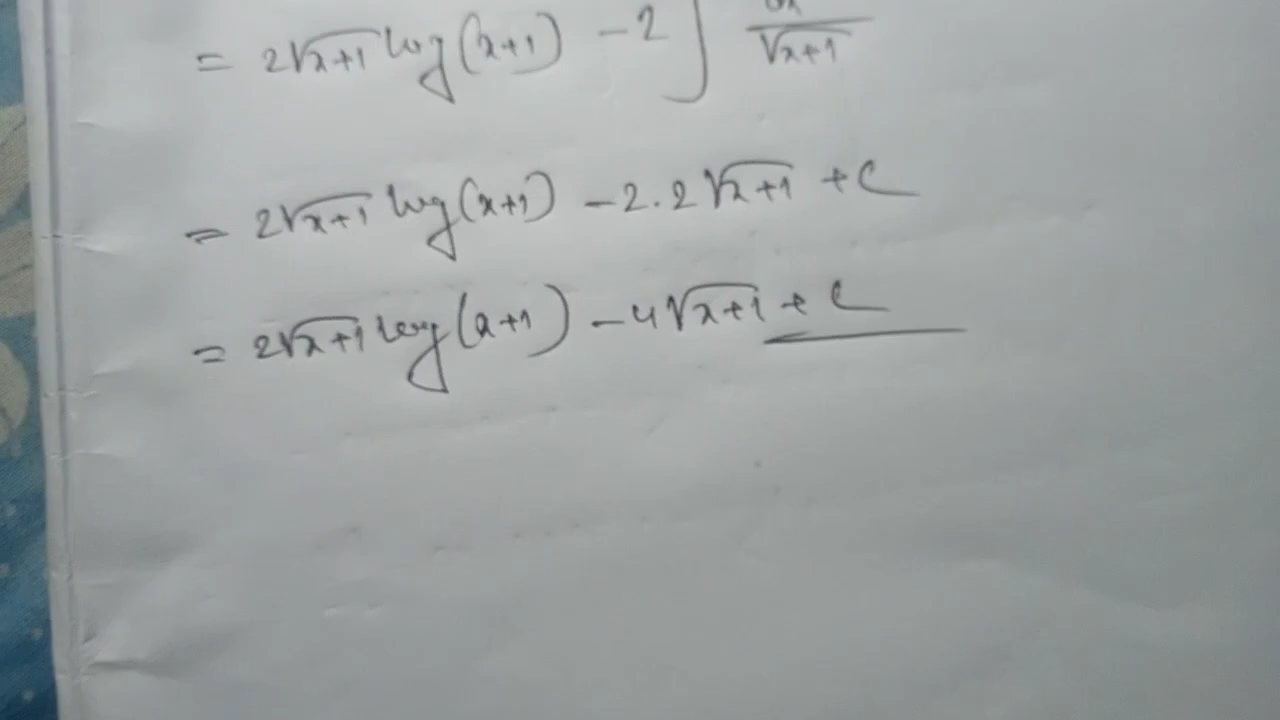 = 2√x+1 log(x+1) - 2 ∫ dx/√x+1
= 2√x+1 log(x+1) - 2.2√x+1 + C
= 2√x+1 log(x+1) - 4√x+1 + C